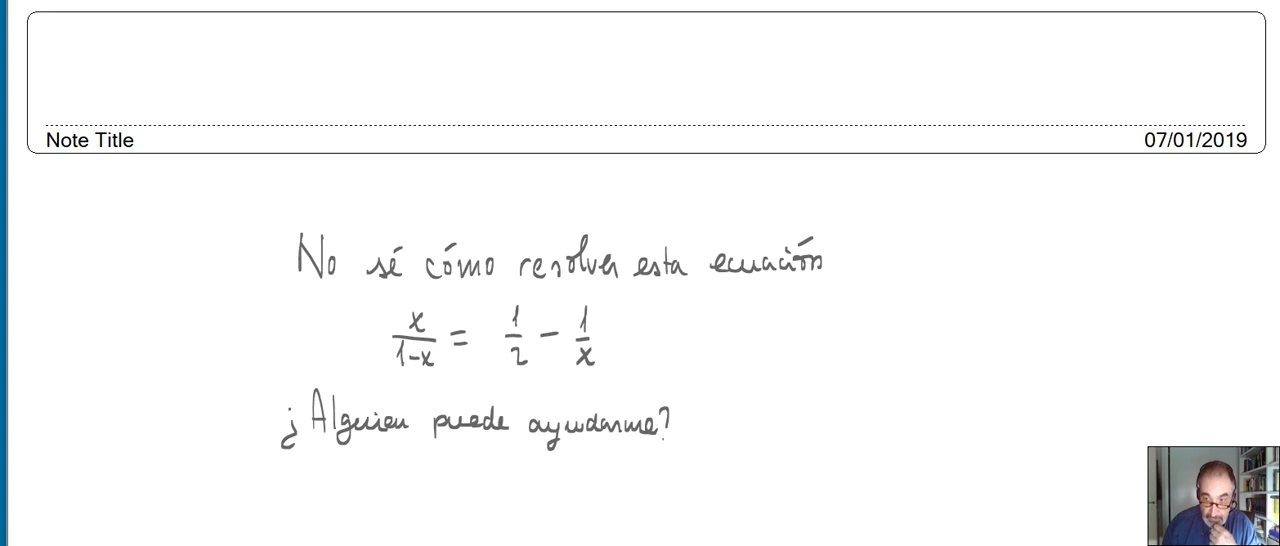 Note Title
07/01/2019
No sé cómo resolver esta ecuación
x/(1-x) = 1/2 - 1/x
¿Alguien puede ayudarme?